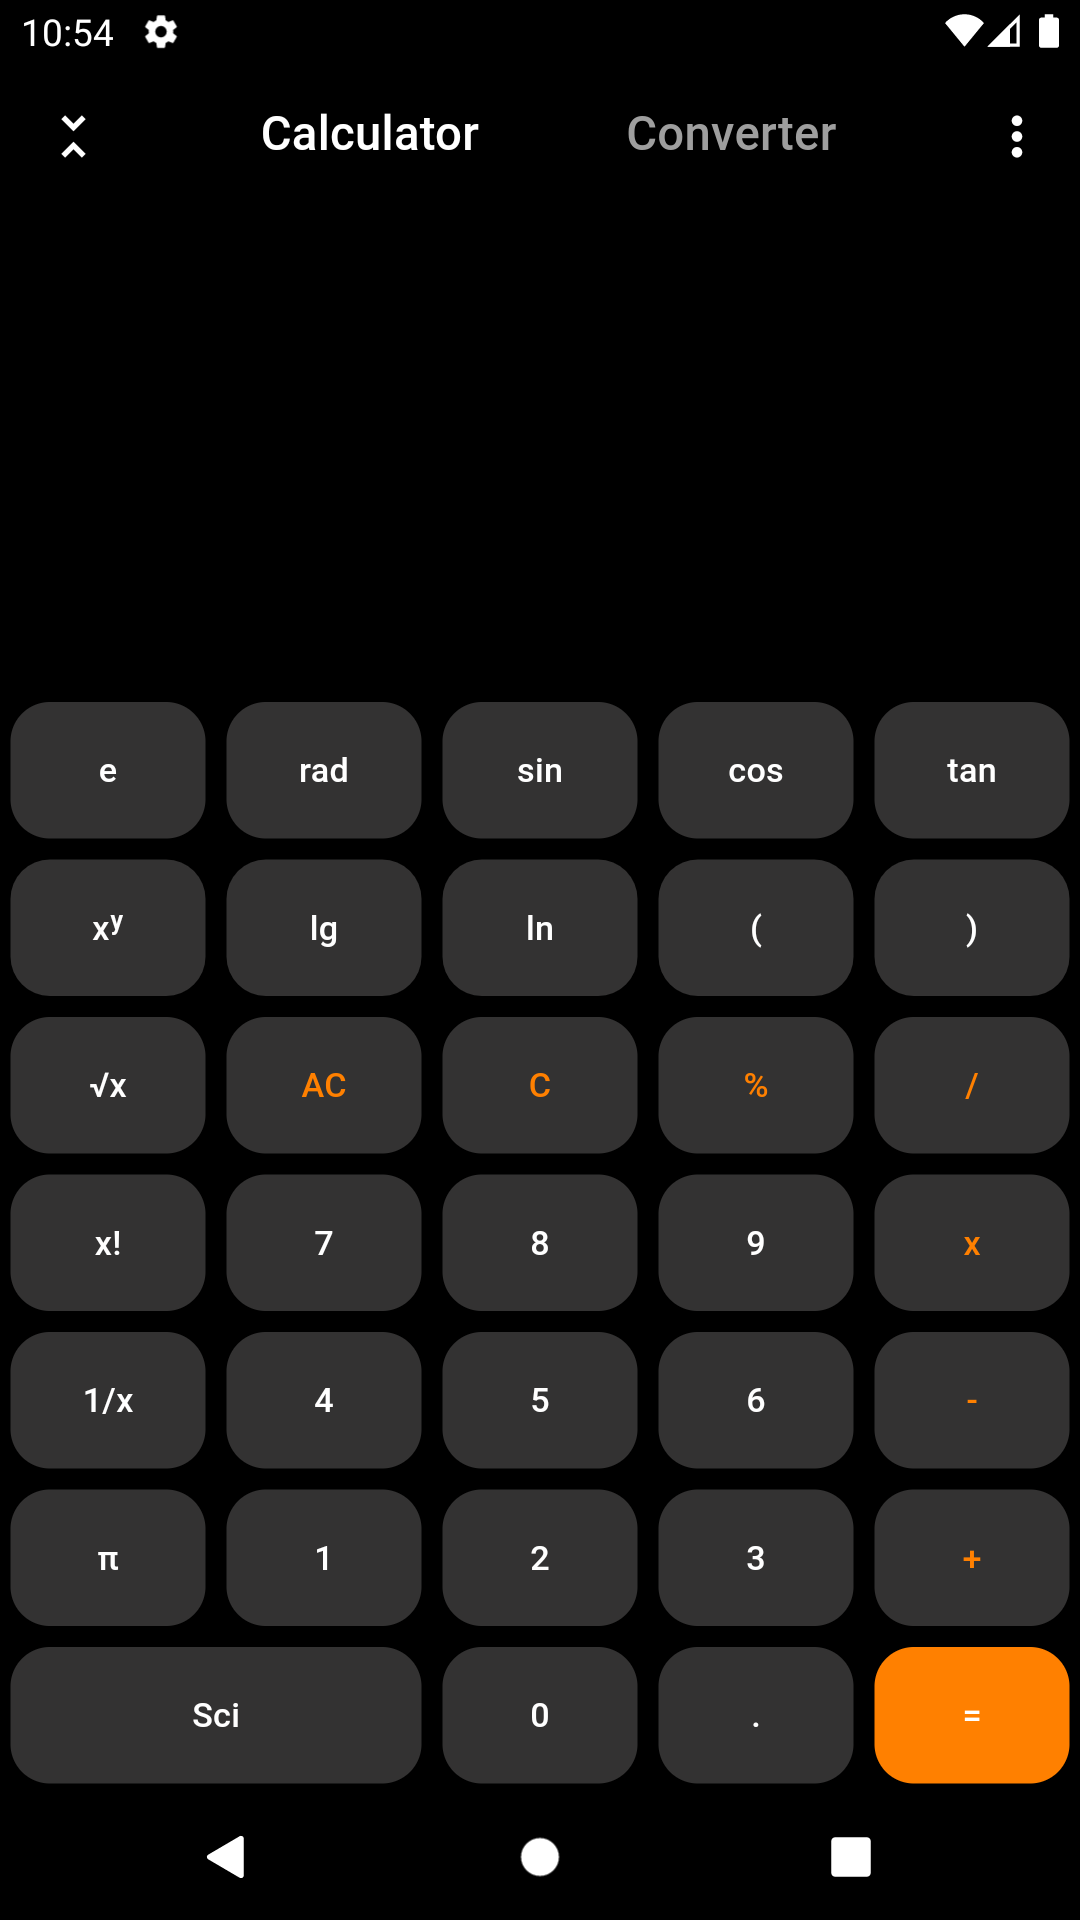 10:54
Calculator Converter
e rad sin cos tan
xʸ lg ln ( )
√x AC C % /
x! 7 8 9 x
1/x 4 5 6 -
π 1 2 3 +
Sci 0 . =